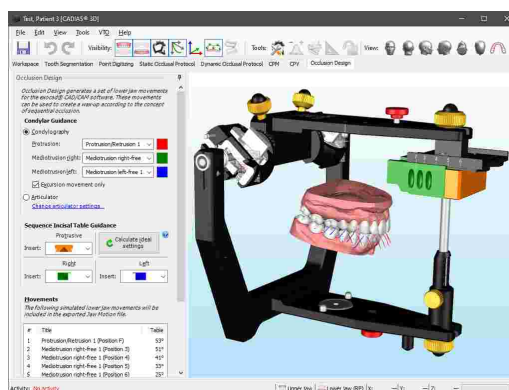 Test, Patient 3 [CADIAS® 3D]
File Edit View Tools VTO Help
Visibility: Tools: View:
Workspace Tooth Segmentation Point Digitizing Static Occlusal Protocol Dynamic Occlusal Protocol CPM CPV Occlusion Design
Occlusion Design
Occlusion Design generates a set of lower jaw movements
for the exocad® CAD/CAM software. These movements
can be used to create a wax-up according to the concept
of sequential occlusion.
Condylar Guidance
Condylography
Protrusion: Protrusion/Retrusion 1
Mediotrusion right: Mediotrusion right-free
Mediotrusion left: Mediotrusion left-free 1
Excursion movement only
Articulator
Change articulator settings...
Sequence Incisal Table Guidance
Protrusive
Insert:
Calculate ideal
settings
Right Left
Insert: Insert:
Movements
The following simulated lower jaw movements will be
included in the exported Jaw Motion file.
# Title Table
1 Protrusion/Retrusion 1 (Position F) 53°
2 Mediotrusion right-free 1 (Position 3) 51°
3 Mediotrusion right-free 1 (Position 4) 41°
4 Mediotrusion right-free 1 (Position 5) 33°
5 Mediotrusion right-free 1 (Position 6) 25°
Activity: No activity
Upper Jaw Lower Jaw (RP) X: Y: Z: